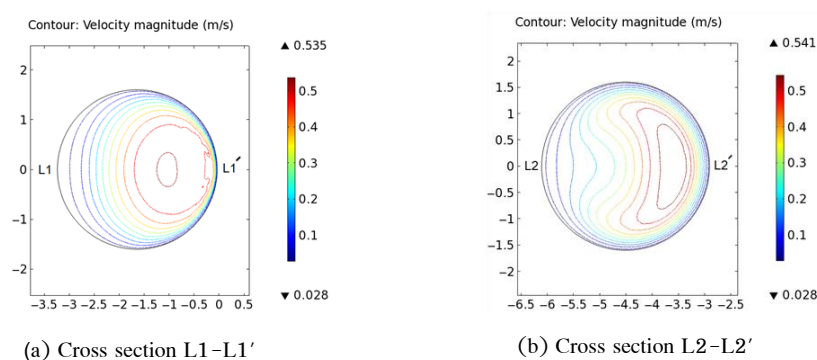 Contour: Velocity magnitude (m/s)
▲ 0.535
2
1
0
−1
−2
L1
L1′
0.5
0.4
0.3
0.2
0.1
▼ 0.028
−3.5 −3 −2.5 −2 −1.5 −1 −0.5 0 0.5
(a) Cross section L1-L1′
Contour: Velocity magnitude (m/s)
▲ 0.541
2
1.5
1
0.5
0
−0.5
−1
−1.5
−2
L2
L2′
0.5
0.4
0.3
0.2
0.1
▼ 0.028
−6.5 −6 −5.5 −5 −4.5 −4 −3.5 −3 −2.5
(b) Cross section L2-L2′